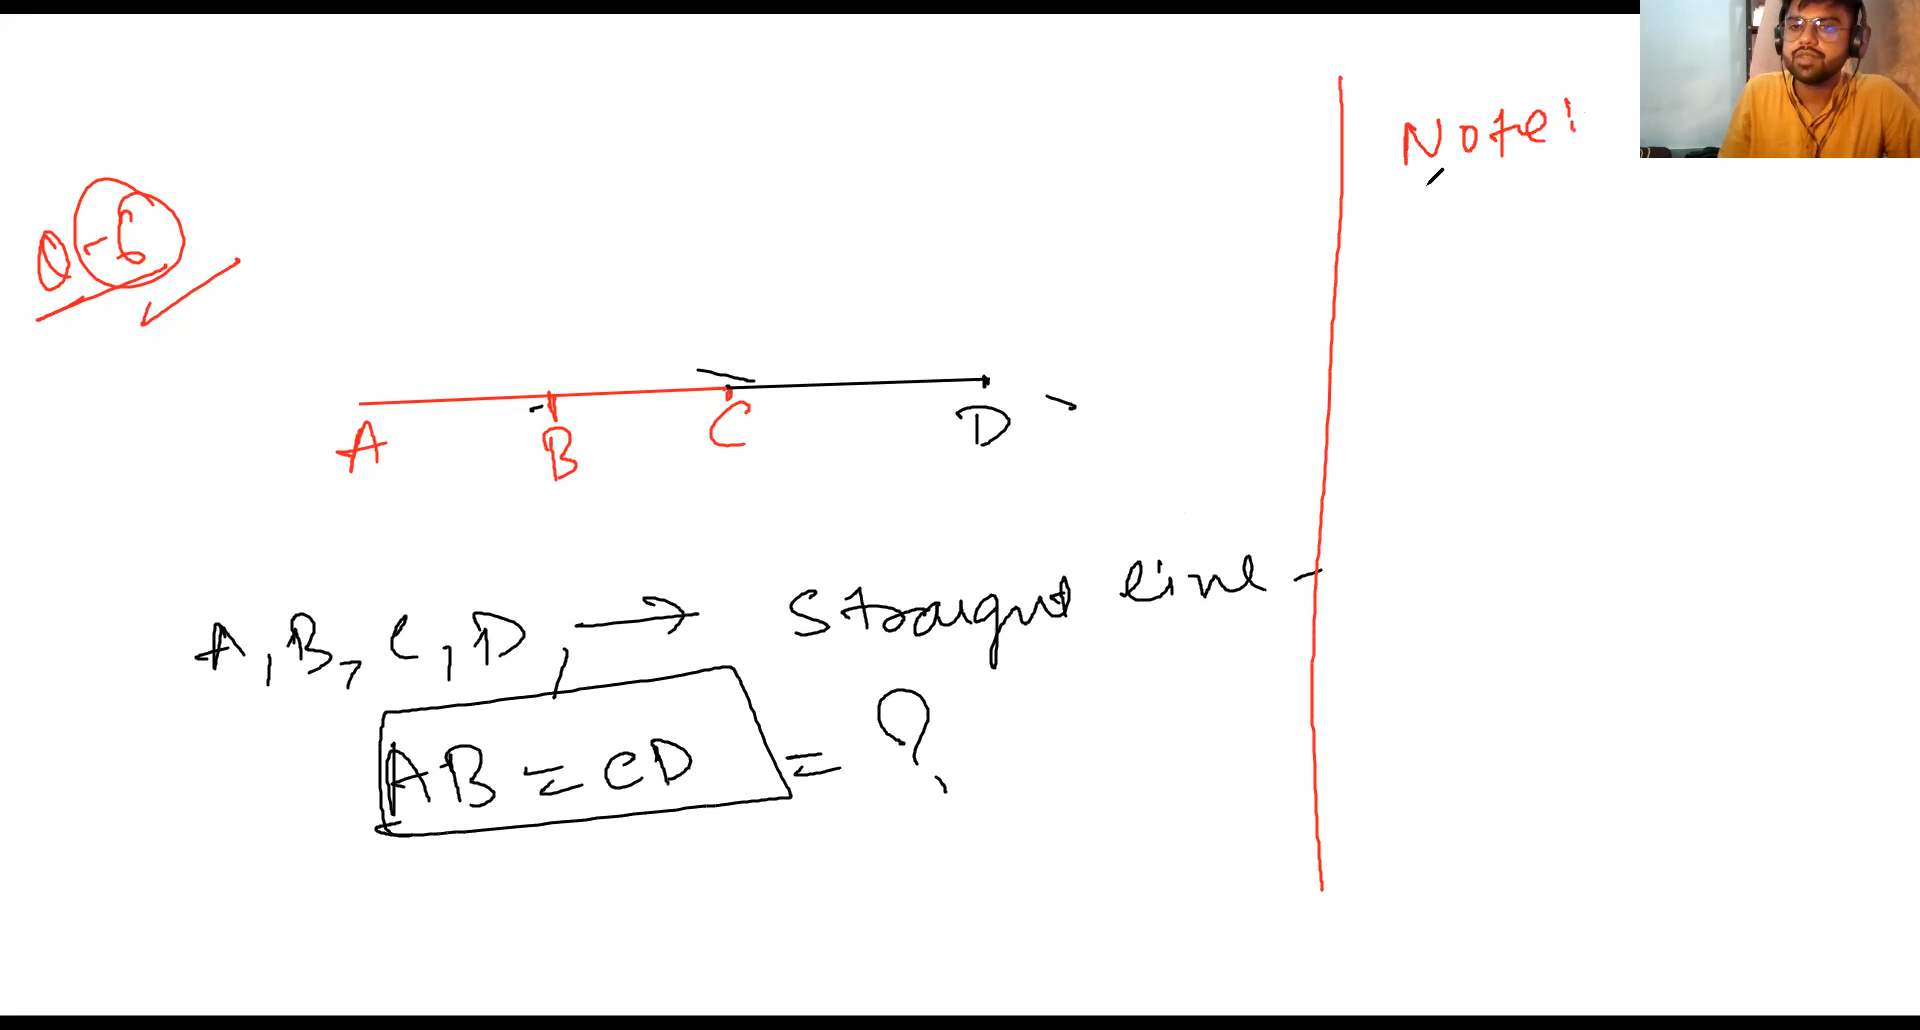 Q-6
Note:
A B C D
A, B, C, D, → straight line -
AB = CD = ?